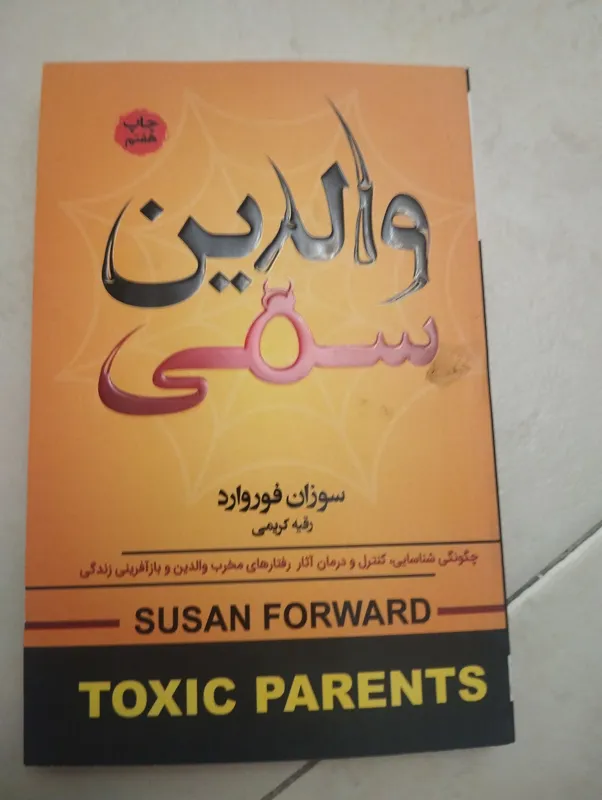 چاپ
هفتم
والدین
سمی
سوزان فوروارد
رقیه کریمی
چگونگی شناسایی، کنترل و درمان آثار رفتارهای مخرب والدین و بازآفرینی زندگی
SUSAN FORWARD
TOXIC PARENTS